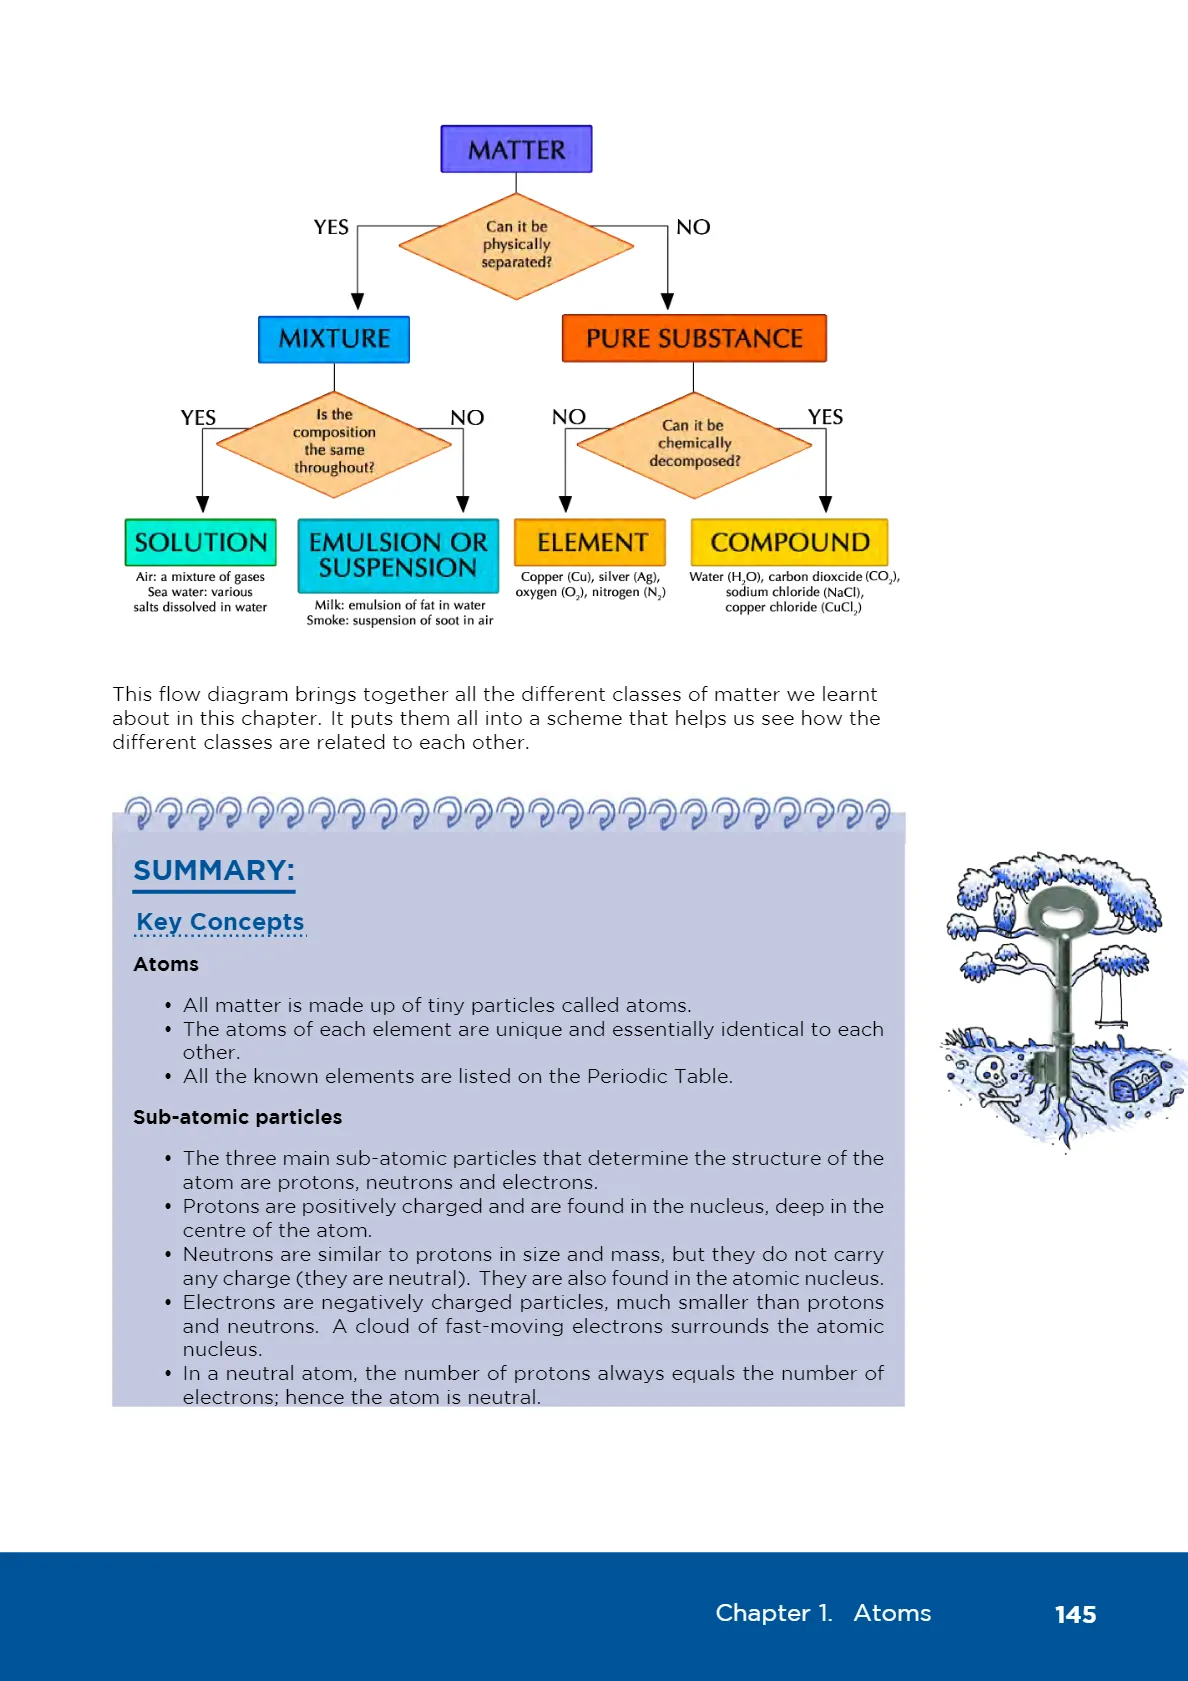 MATTER
YES
Can it be
physically
separated?
NO
MIXTURE
PURE SUBSTANCE
YES
Is the
composition
the same
throughout?
NO
NO
Can it be
chemically
decomposed?
YES
SOLUTION
Air: a mixture of gases
Sea water: various
salts dissolved in water
EMULSION OR
SUSPENSION
Milk: emulsion of fat in water
Smoke: suspension of soot in air
ELEMENT
Copper (Cu), silver (Ag),
oxygen (O₂), nitrogen (N₂)
COMPOUND
Water (H₂O), carbon dioxcide (CO₂),
sodium chloride (NaCl),
copper chloride (CuCl₂)
This flow diagram brings together all the different classes of matter we learnt
about in this chapter. It puts them all into a scheme that helps us see how the
different classes are related to each other.
SUMMARY:
Key Concepts
Atoms
• All matter is made up of tiny particles called atoms.
• The atoms of each element are unique and essentially identical to each
other.
• All the known elements are listed on the Periodic Table.
Sub-atomic particles
• The three main sub-atomic particles that determine the structure of the
atom are protons, neutrons and electrons.
• Protons are positively charged and are found in the nucleus, deep in the
centre of the atom.
• Neutrons are similar to protons in size and mass, but they do not carry
any charge (they are neutral). They are also found in the atomic nucleus.
• Electrons are negatively charged particles, much smaller than protons
and neutrons. A cloud of fast-moving electrons surrounds the atomic
nucleus.
• In a neutral atom, the number of protons always equals the number of
electrons; hence the atom is neutral.
Chapter 1. Atoms 145